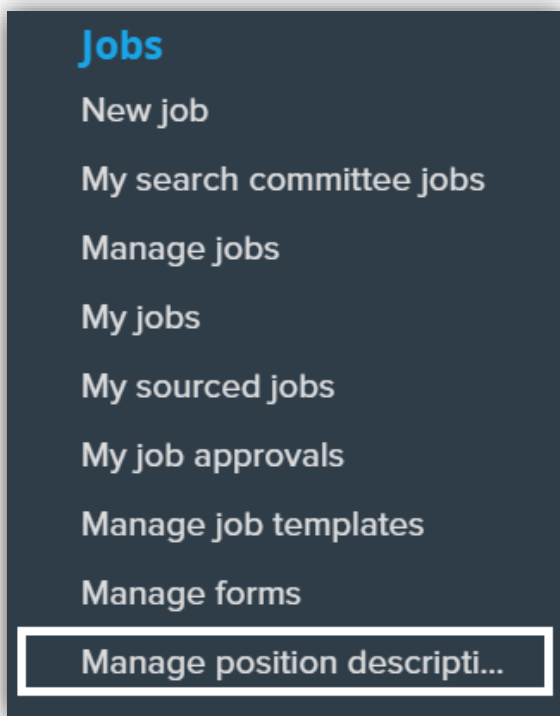 Jobs
New job
My search committee jobs
Manage jobs
My jobs
My sourced jobs
My job approvals
Manage job templates
Manage forms
Manage position descripti...